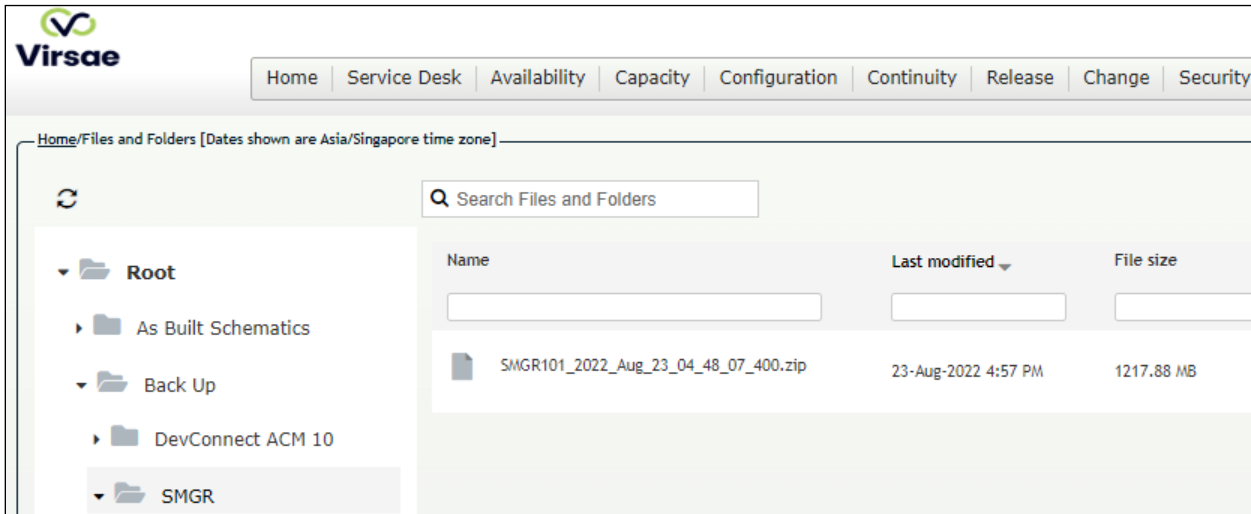 Virsae
Home Service Desk Availability Capacity Configuration Continuity Release Change Security
Home/Files and Folders [Dates shown are Asia/Singapore time zone]
Search Files and Folders
Root
As Built Schematics
Back Up
DevConnect ACM 10
SMGR
Name Last modified File size
SMGR101_2022_Aug_23_04_48_07_400.zip 23-Aug-2022 4:57 PM 1217.88 MB